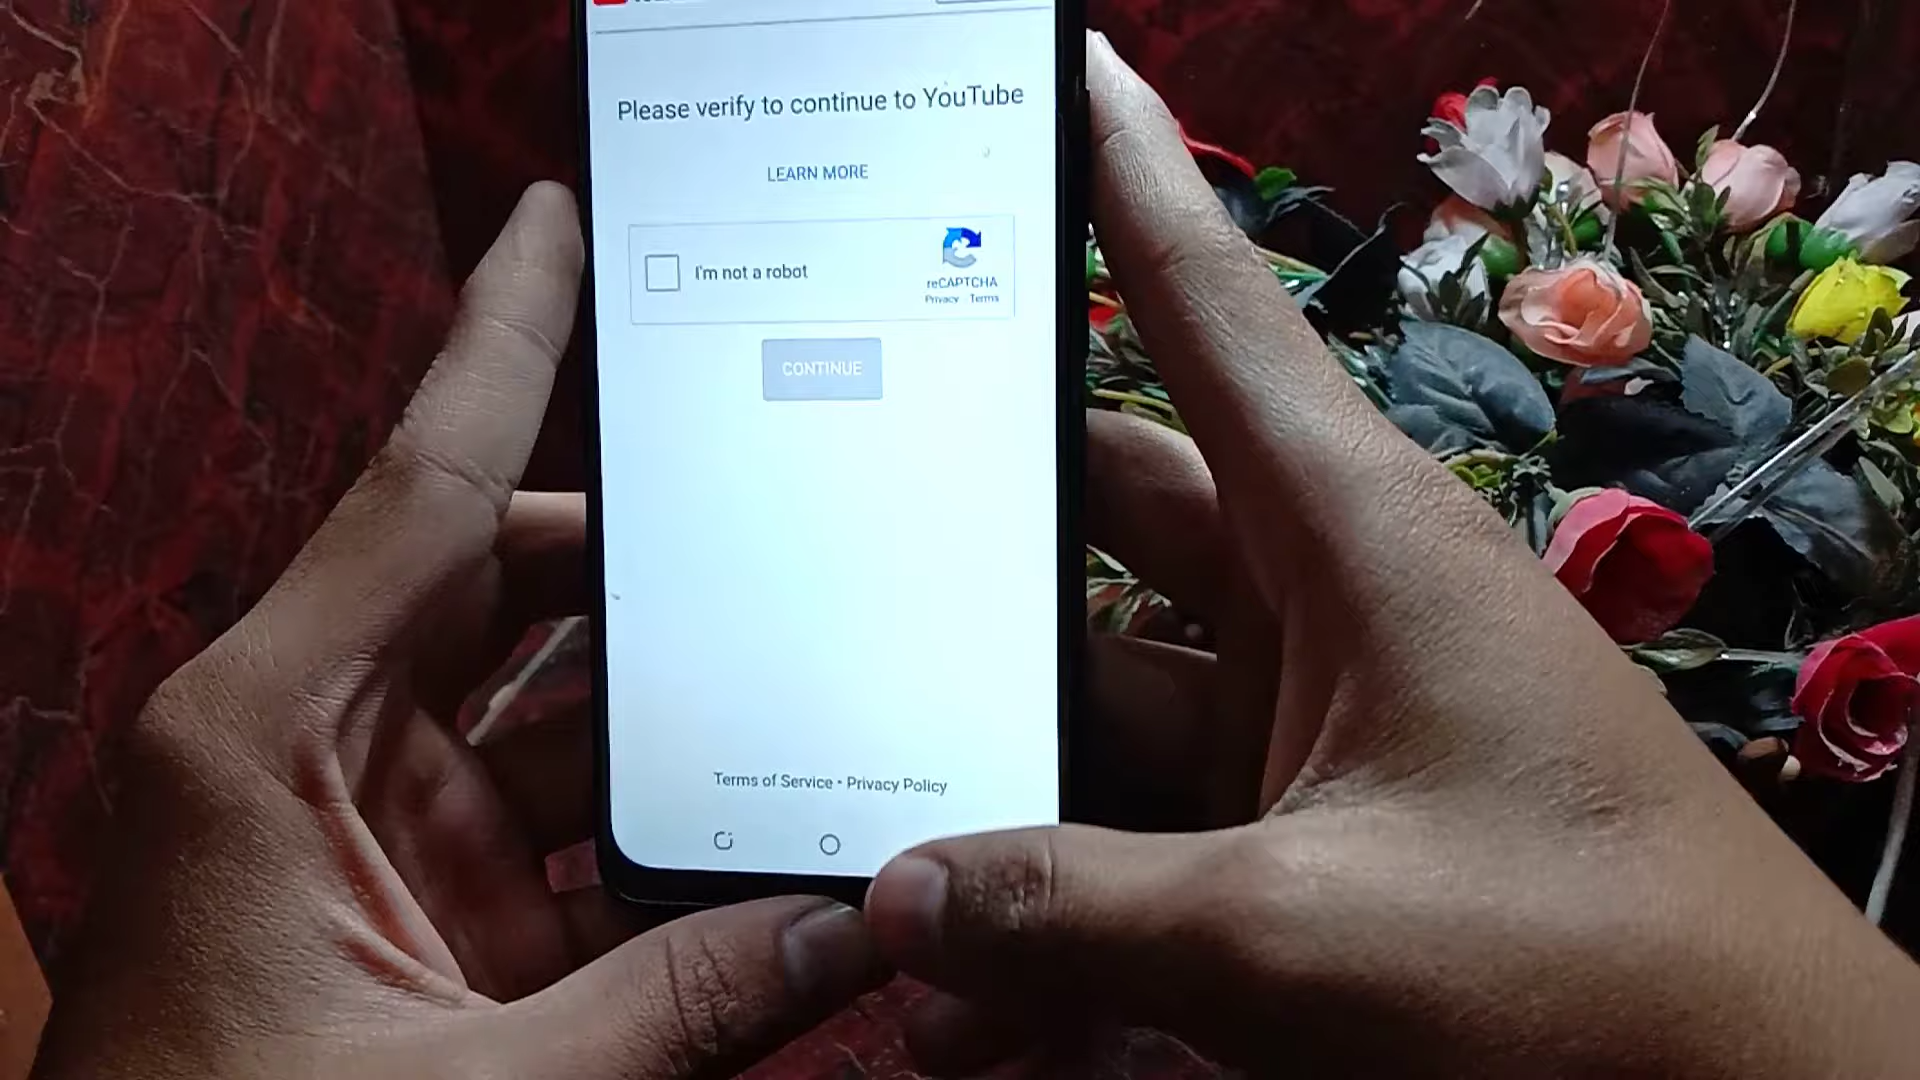 Please verify to continue to YouTube
LEARN MORE
I'm not a robot
reCAPTCHA
Privacy Terms
CONTINUE
Terms of Service • Privacy Policy